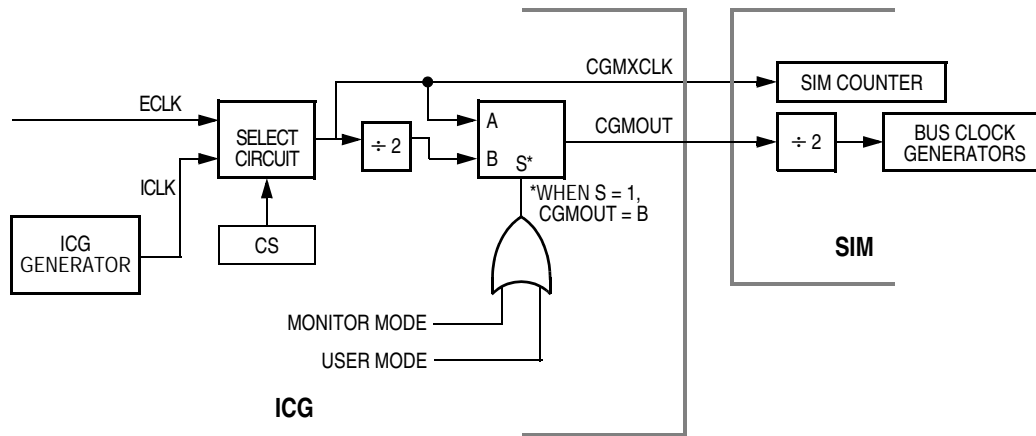 CGMXCLK
SIM COUNTER
ECLK
SELECT
CIRCUIT
÷ 2
A
B
S*
CGMOUT
÷ 2
BUS CLOCK
GENERATORS
ICLK
*WHEN S = 1,
CGMOUT = B
ICG
GENERATOR
CS
SIM
MONITOR MODE
USER MODE
ICG